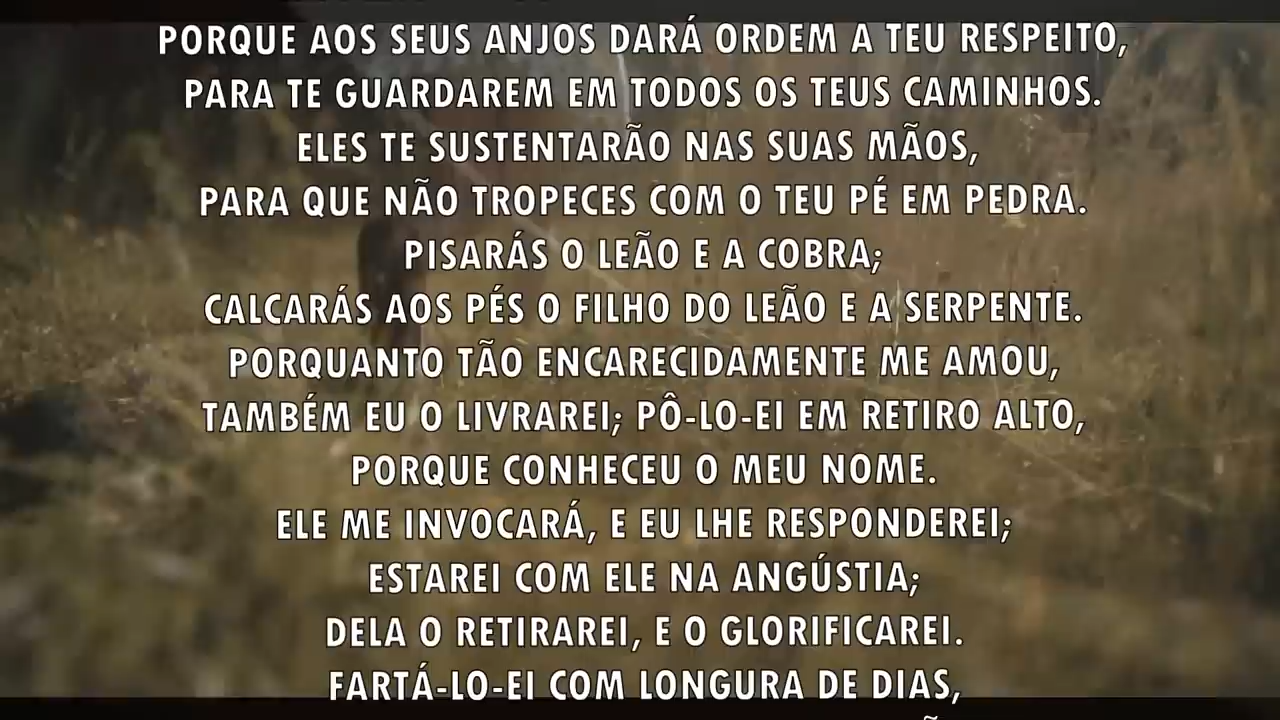 PORQUE AOS SEUS ANJOS DARÁ ORDEM A TEU RESPEITO,
PARA TE GUARDAREM EM TODOS OS TEUS CAMINHOS.
ELES TE SUSTENTARÃO NAS SUAS MÃOS,
PARA QUE NÃO TROPECES COM O TEU PÉ EM PEDRA.
PISARÁS O LEÃO E A COBRA;
CALCARÁS AOS PÉS O FILHO DO LEÃO E A SERPENTE.
PORQUANTO TÃO ENCARECIDAMENTE ME AMOU,
TAMBÉM EU O LIVRAREI; PÔ-LO-EI EM RETIRO ALTO,
PORQUE CONHECEU O MEU NOME.
ELE ME INVOCARÁ, E EU LHE RESPONDEREI;
ESTAREI COM ELE NA ANGÚSTIA;
DELA O RETIRAREI, E O GLORIFICAREI.
FARTÁ-LO-EI COM LONGURA DE DIAS,